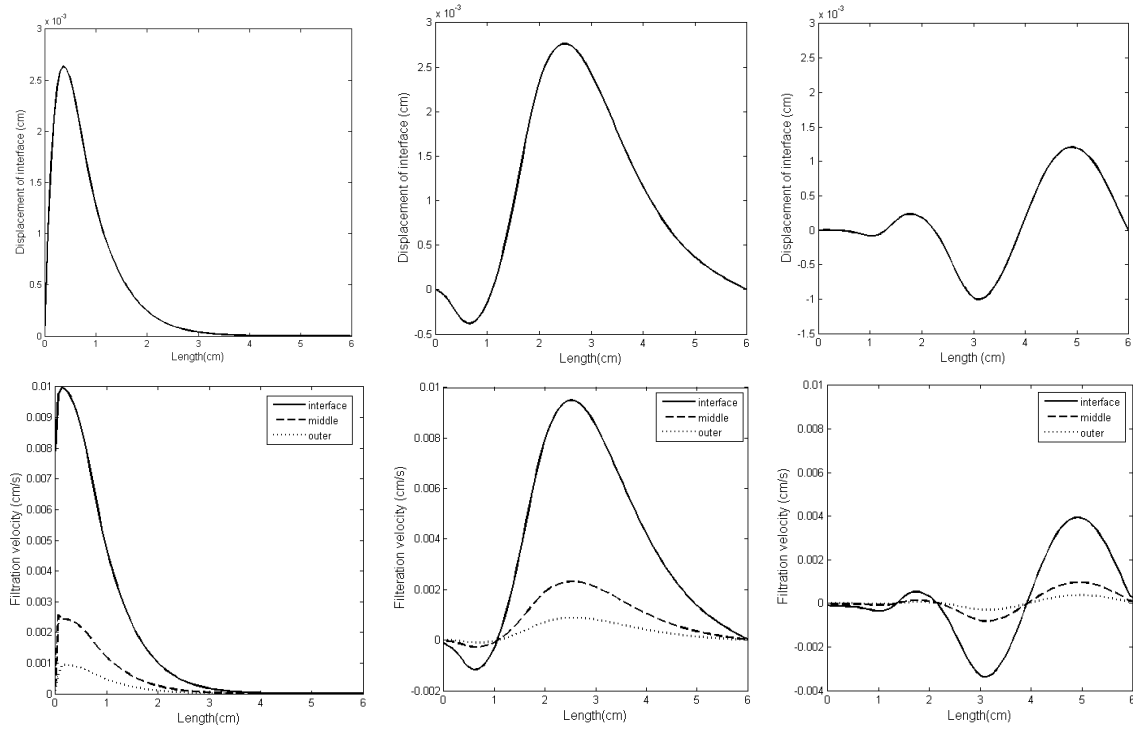 x 10⁻³
3
2.5
2
1.5
1
0.5
0
0 1 2 3 4 5 6
Displacement of interface (cm)
Length(cm)
x 10⁻³
3
2.5
2
1.5
1
0.5
0
-0.5
0 1 2 3 4 5 6
Displacement of interface (cm)
Length(cm)
x 10⁻³
3
2.5
2
1.5
1
0.5
0
-0.5
-1
-1.5
0 1 2 3 4 5 6
Displacement of interface (cm)
Length (cm)
0.01
0.009
0.008
0.007
0.006
0.005
0.004
0.003
0.002
0.001
0
0 1 2 3 4 5 6
Filtration velocity (cm/s)
Length(cm)
interface
middle
outer
0.01
0.008
0.006
0.004
0.002
0
-0.002
0 1 2 3 4 5 6
Filteration velocity (cm/s)
Length(cm)
interface
middle
outer
0.01
0.008
0.006
0.004
0.002
0
-0.002
-0.004
0 1 2 3 4 5 6
Filtration velocity (cm/s)
Length(cm)
interface
middle
outer